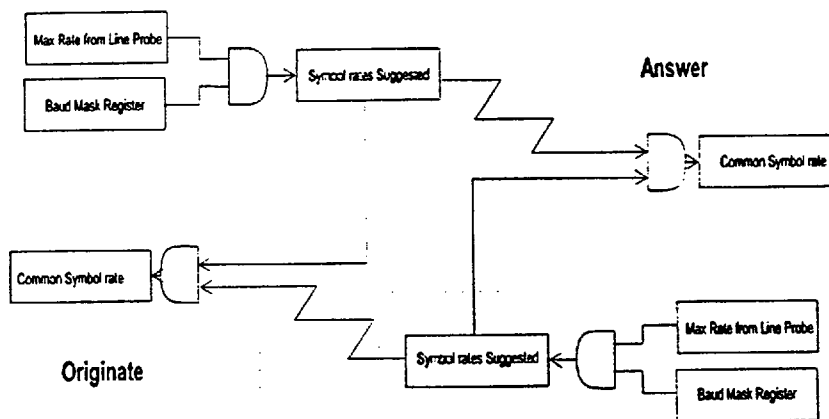 Max Rate from Line Probe
Baud Mask Register
Symbol rates Suggested
Answer
Common Symbol rate
Common Symbol rate
Originate
Symbol rates Suggested
Max Rate from Line Probe
Baud Mask Register